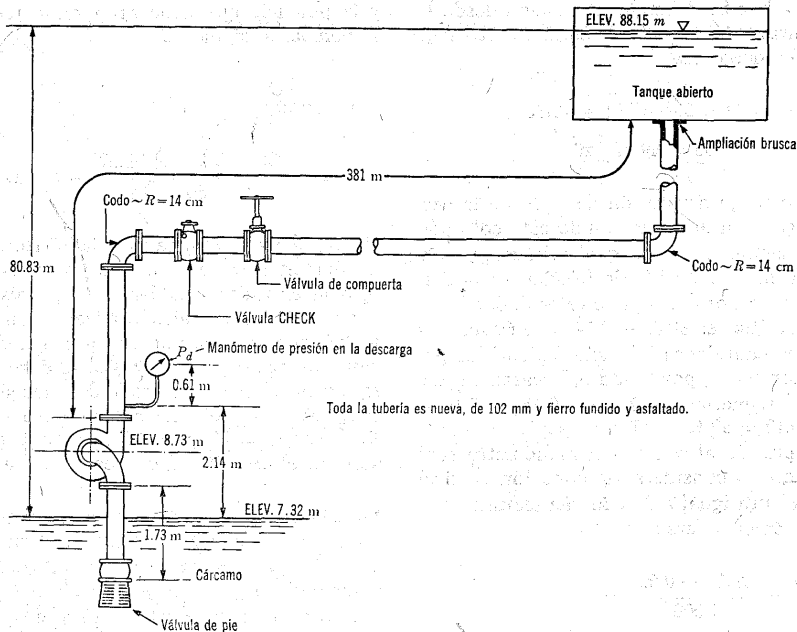 ELEV. 88.15 m
Tanque abierto
Ampliación brusca
381 m
Codo ~ R = 14 cm
80.83 m
Válvula de compuerta
Codo ~ R = 14 cm
Válvula CHECK
Pd
Manómetro de presión en la descarga
0.61 m
Toda la tubería es nueva, de 102 mm y fierro fundido y asfaltado.
ELEV. 8.73 m
2.14 m
ELEV. 7.32 m
1.73 m
Cárcamo
Válvula de pie